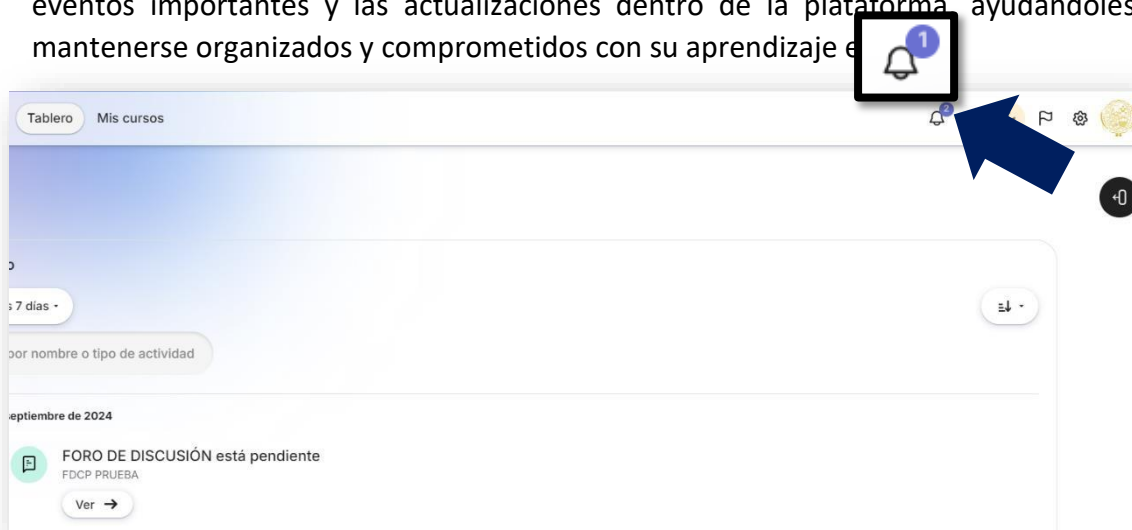 eventos importantes y las actualizaciones dentro de la plataforma, ayudándoles
mantenerse organizados y comprometidos con su aprendizaje
1
Tablero Mis cursos 2
7 días
por nombre o tipo de actividad
septiembre de 2024
FORO DE DISCUSIÓN está pendiente
FDCP PRUEBA
Ver →